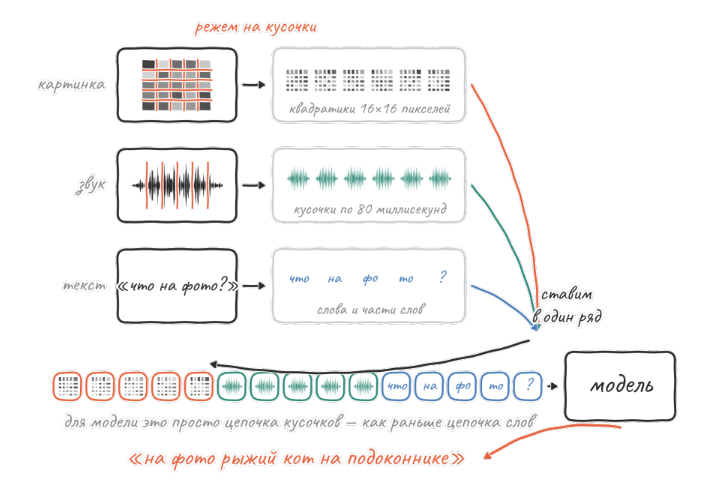 режем на кусочки
картинка
квадратики 16×16 пикселей
звук
кусочки по 80 миллисекунд
текст
«что на фото?»
что на фо то ?
слова и части слов
ставим
в один ряд
что на фо то ?
модель
для модели это просто цепочка кусочков — как раньше цепочка слов
«на фото рыжий кот на подоконнике»